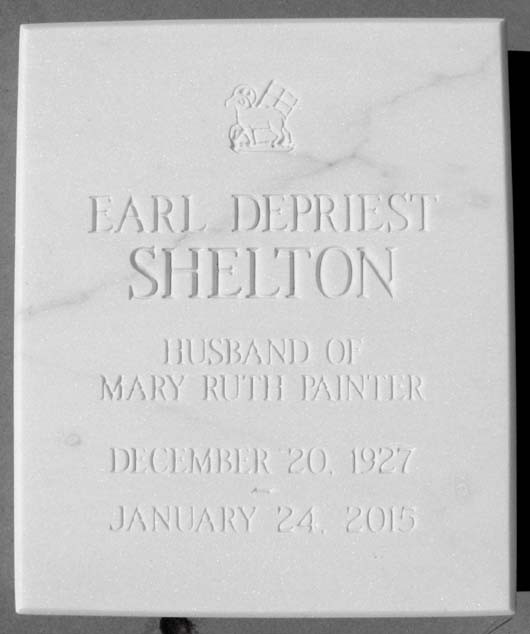 EARL DEPRIEST
SHELTON
HUSBAND OF
MARY RUTH PAINTER
DECEMBER 20, 1927
~
JANUARY 24, 2015